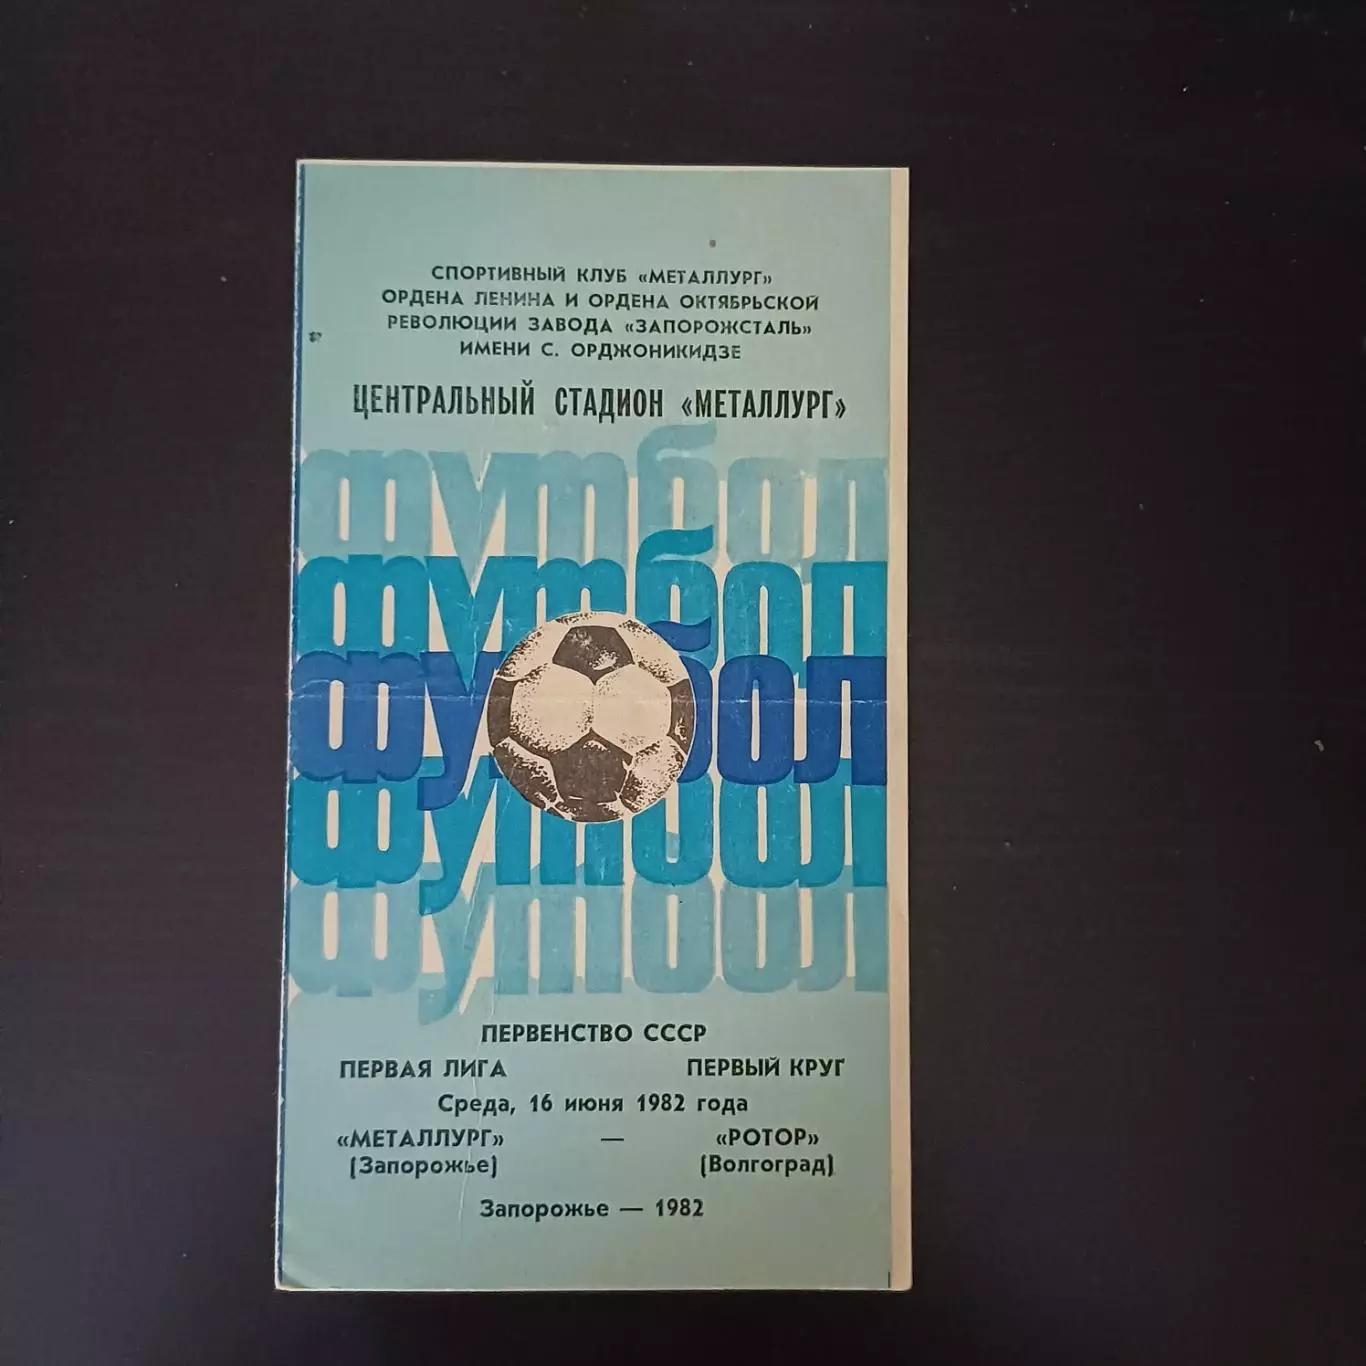 СПОРТИВНЫЙ КЛУБ «МЕТАЛЛУРГ»
ОРДЕНА ЛЕНИНА И ОРДЕНА ОКТЯБРЬСКОЙ
РЕВОЛЮЦИИ ЗАВОДА «ЗАПОРОЖСТАЛЬ»
ИМЕНИ С. ОРДЖОНИКИДЗЕ
ЦЕНТРАЛЬНЫЙ СТАДИОН «МЕТАЛЛУРГ»
футбол
футбол
футбол
футбол
футбол
ПЕРВЕНСТВО СССР
ПЕРВАЯ ЛИГА ПЕРВЫЙ КРУГ
Среда, 16 июня 1982 года
«МЕТАЛЛУРГ» — «РОТОР»
(Запорожье) (Волгоград)
Запорожье — 1982